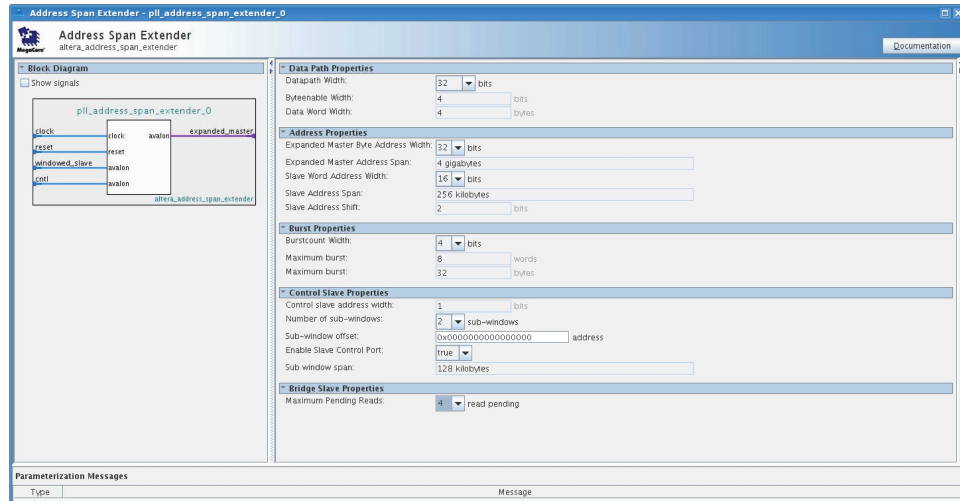 Address Span Extender - pll_address_span_extender_0
Address Span Extender
altera_address_span_extender
MegaCore
Documentation
Block Diagram
Show signals
pll_address_span_extender_0
clock
clock
avalon
expanded_master
reset
reset
windowed_slave
avalon
cntl
avalon
altera_address_span_extender
Data Path Properties
Datapath Width: 32 bits
Byteenable Width: 4 bits
Data Word Width: 4 bytes
Address Properties
Expanded Master Byte Address Width: 32 bits
Expanded Master Address Span: 4 gigabytes
Slave Word Address Width: 16 bits
Slave Address Span: 256 kilobytes
Slave Address Shift: 2 bits
Burst Properties
Burstcount Width: 4 bits
Maximum burst: 8 words
Maximum burst: 32 bytes
Control Slave Properties
Control slave address width: 1 bits
Number of sub-windows: 2 sub-windows
Sub-window offset: 0x0000000000000000 address
Enable Slave Control Port: true
Sub window span: 128 kilobytes
Bridge Slave Properties
Maximum Pending Reads: 4 read pending
Parameterization Messages
Type Message